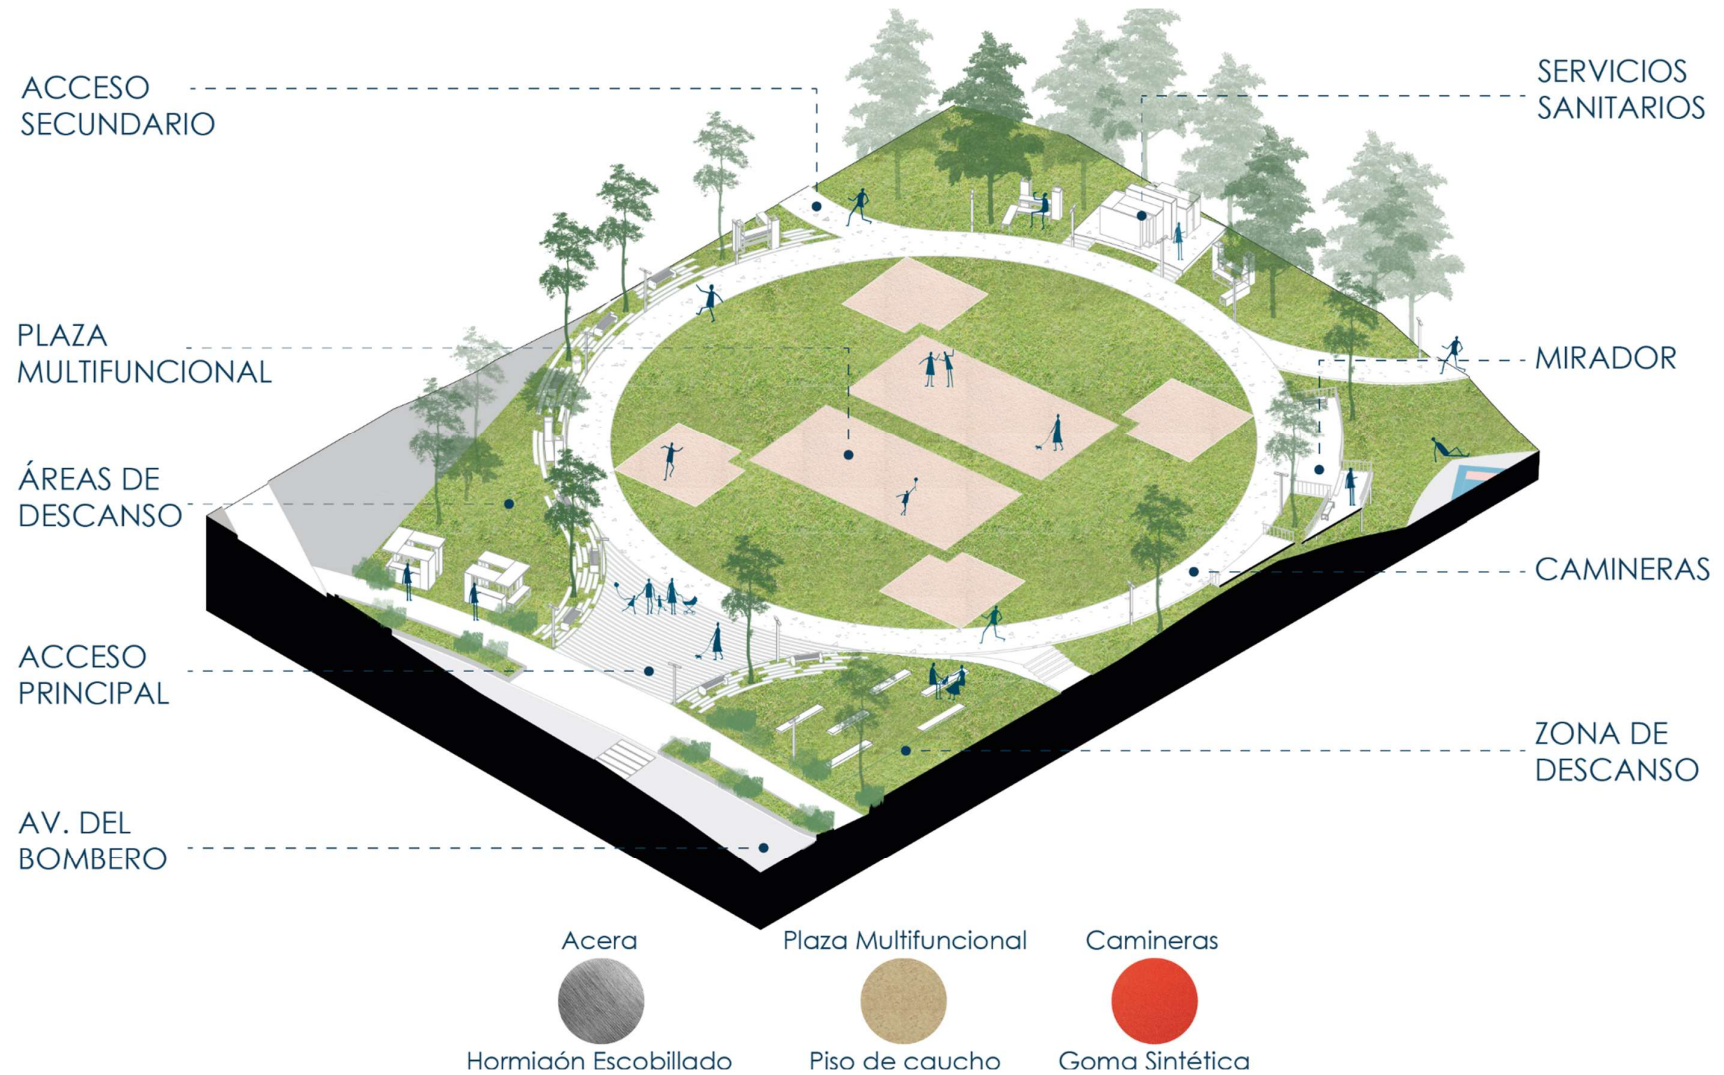 ACCESO
SECUNDARIO
PLAZA
MULTIFUNCIONAL
ÁREAS DE
DESCANSO
ACCESO
PRINCIPAL
AV. DEL
BOMBERO
SERVICIOS
SANITARIOS
MIRADOR
CAMINERAS
ZONA DE
DESCANSO
Acera
Hormigón Escobillado
Plaza Multifuncional
Piso de caucho
Camineras
Goma Sintética